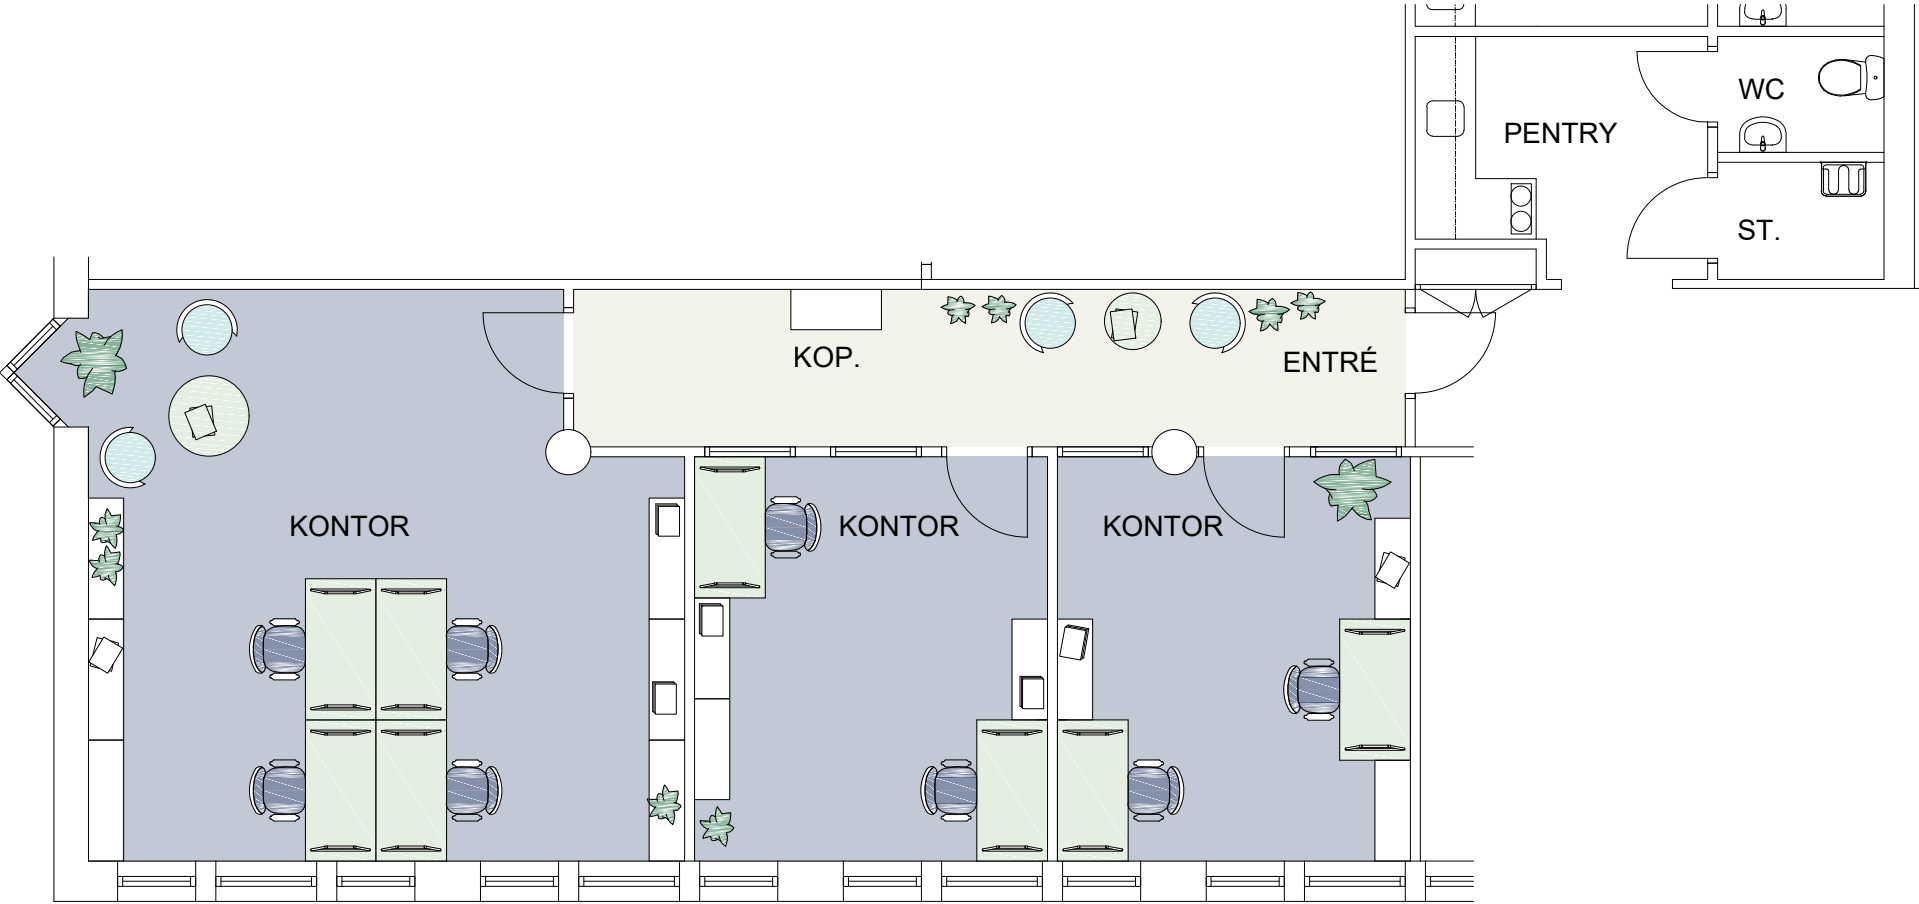 WC
PENTRY
ST.
KOP.
ENTRÉ
KONTOR
KONTOR
KONTOR